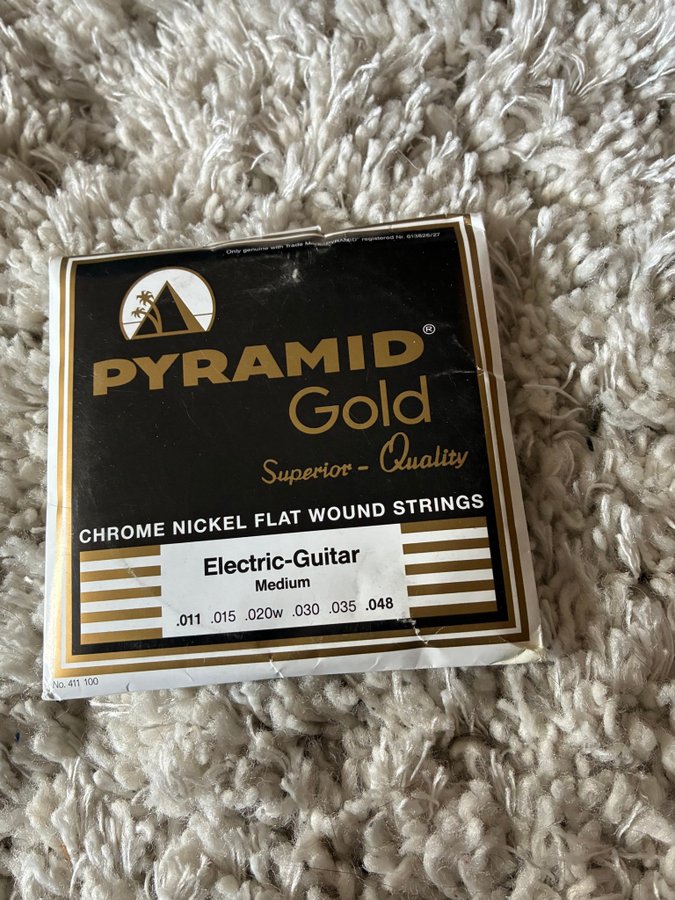 Only genuine with Trade Mark "PYRAMID" registered Nr. 613826/27
PYRAMID®
Gold
Superior - Quality
CHROME NICKEL FLAT WOUND STRINGS
Electric-Guitar
Medium
.011 .015 .020w .030 .035 .048
No. 411 100